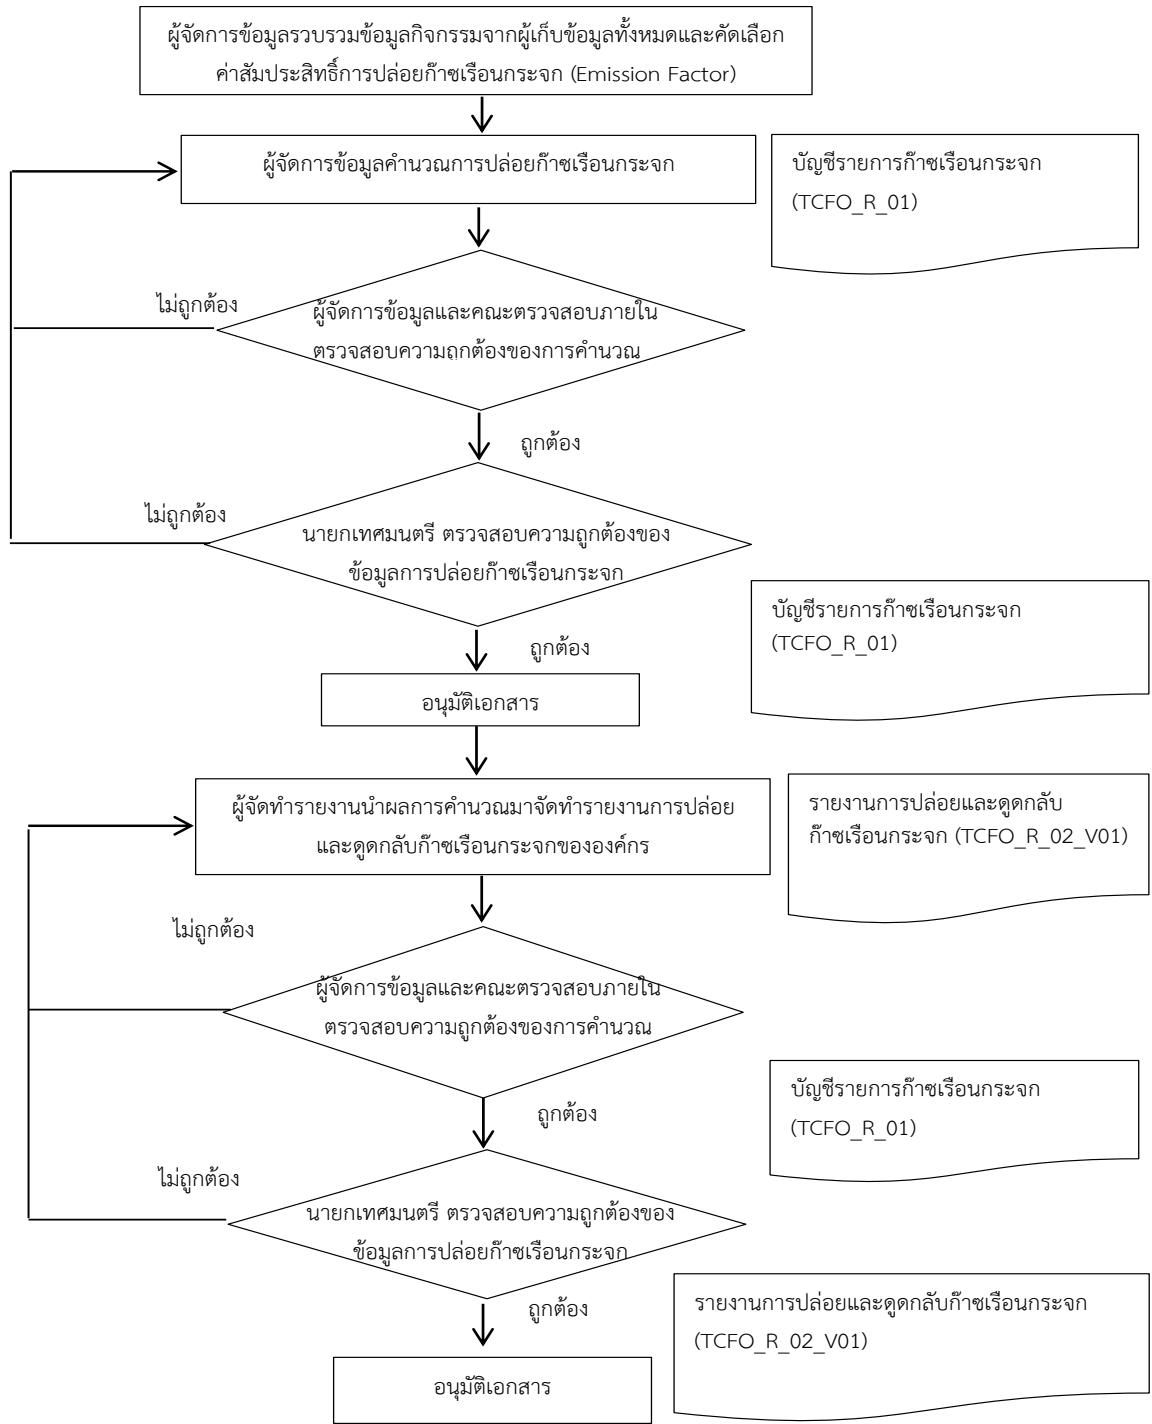 ผู้จัดการข้อมูลรวบรวมข้อมูลกิจกรรมจากผู้เก็บข้อมูลทั้งหมดและคัดเลือก
ค่าสัมประสิทธิ์การปล่อยก๊าซเรือนกระจก (Emission Factor)
ผู้จัดการข้อมูลคำนวณการปล่อยก๊าซเรือนกระจก
บัญชีรายการก๊าซเรือนกระจก
(TCFO_R_01)
ไม่ถูกต้อง
ผู้จัดการข้อมูลและคณะตรวจสอบภายใน
ตรวจสอบความถูกต้องของการคำนวณ
ถูกต้อง
ไม่ถูกต้อง
นายกเทศมนตรี ตรวจสอบความถูกต้องของ
ข้อมูลการปล่อยก๊าซเรือนกระจก
บัญชีรายการก๊าซเรือนกระจก
(TCFO_R_01)
ถูกต้อง
อนุมัติเอกสาร
ผู้จัดทำรายงานนำผลการคำนวณมาจัดทำรายงานการปล่อย
และดูดกลับก๊าซเรือนกระจกขององค์กร
รายงานการปล่อยและดูดกลับ
ก๊าซเรือนกระจก (TCFO_R_02_V01)
ไม่ถูกต้อง
ผู้จัดการข้อมูลและคณะตรวจสอบภายใน
ตรวจสอบความถูกต้องของการคำนวณ
บัญชีรายการก๊าซเรือนกระจก
(TCFO_R_01)
ถูกต้อง
ไม่ถูกต้อง
นายกเทศมนตรี ตรวจสอบความถูกต้องของ
ข้อมูลการปล่อยก๊าซเรือนกระจก
รายงานการปล่อยและดูดกลับก๊าซเรือนกระจก
(TCFO_R_02_V01)
ถูกต้อง
อนุมัติเอกสาร